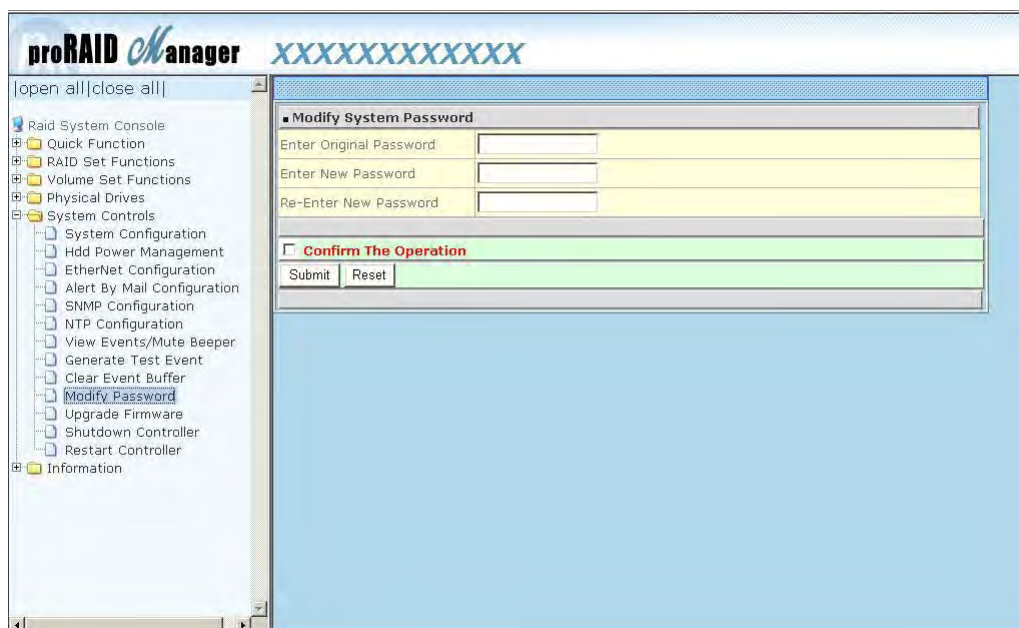 proRAID Manager XXXXXXXXXXXX
|open all|close all|
Raid System Console
Quick Function
RAID Set Functions
Volume Set Functions
Physical Drives
System Controls
System Configuration
Hdd Power Management
EtherNet Configuration
Alert By Mail Configuration
SNMP Configuration
NTP Configuration
View Events/Mute Beeper
Generate Test Event
Clear Event Buffer
Modify Password
Upgrade Firmware
Shutdown Controller
Restart Controller
Information
Modify System Password
Enter Original Password
Enter New Password
Re-Enter New Password
Confirm The Operation
Submit Reset